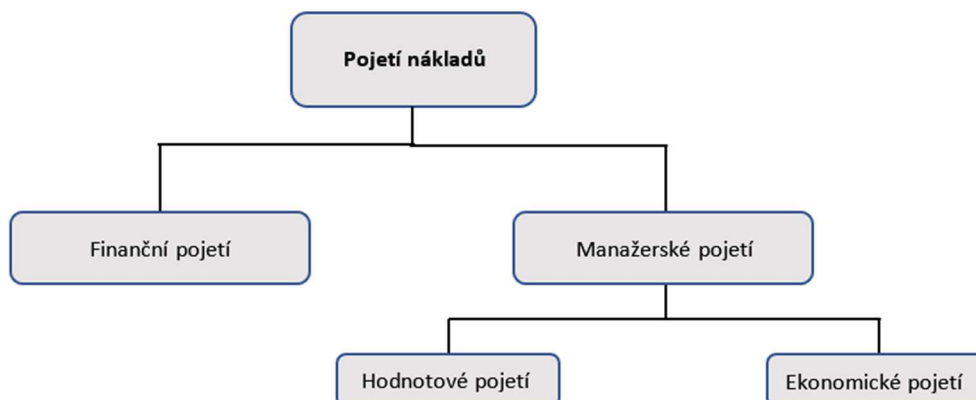 Pojetí nákladů
Finanční pojetí
Manažerské pojetí
Hodnotové pojetí
Ekonomické pojetí